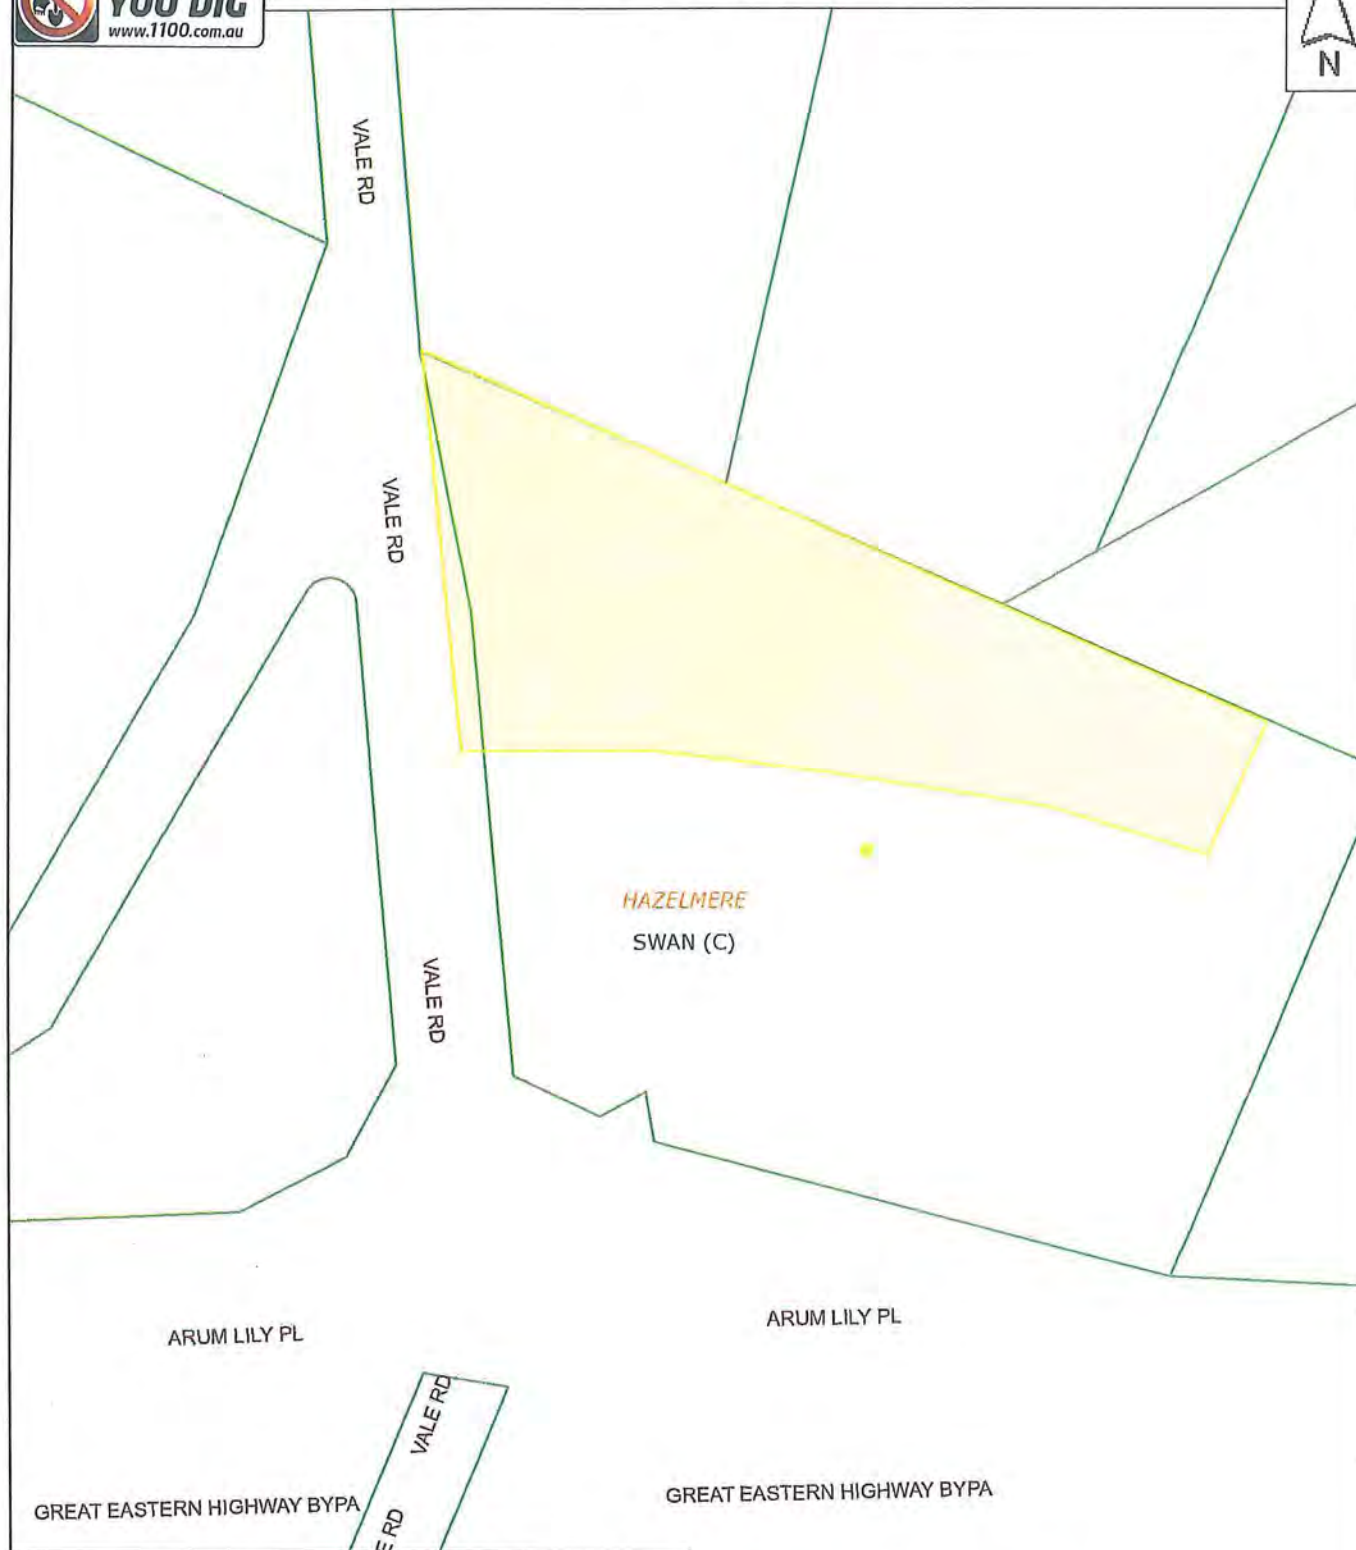 YOU DIG
www.1100.com.au
N
VALE RD
VALE RD
HAZELMERE
SWAN (C)
VALE RD
ARUM LILY PL
ARUM LILY PL
VALE RD
GREAT EASTERN HIGHWAY BYPA
GREAT EASTERN HIGHWAY BYPA
E RD